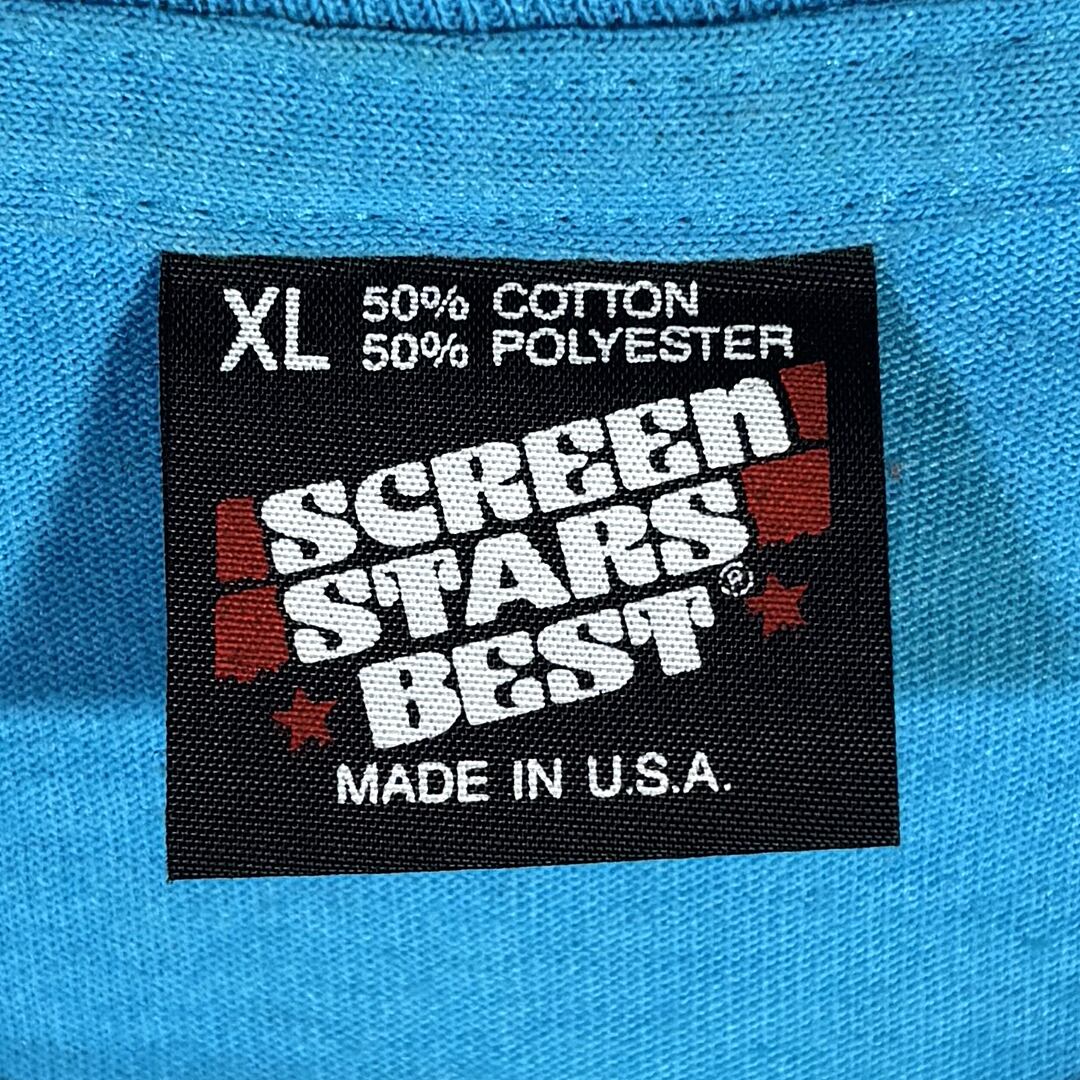 XL 50% COTTON
50% POLYESTER
SCREEN
STARS
BEST®
MADE IN U.S.A.